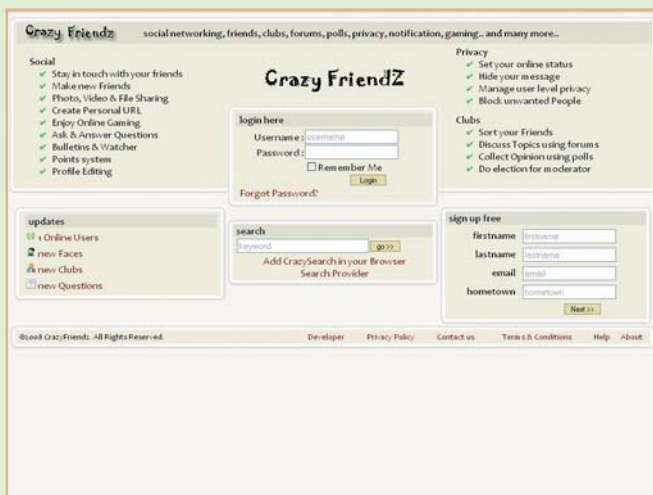 Crazy Friendz
social networking, friends, clubs, forums, polls, privacy, notification, gaming.. and many more..
Social
Stay in touch with your friends
Make new Friends
Photo, Video & File Sharing
Create Personal URL
Enjoy Online Gaming
Ask & Answer Questions
Bulletins & Watcher
Points system
Profile Editing
Crazy FriendZ
login here
Username : username
Password :
Remember Me
Login
Forgot Password?
Privacy
Set your online status
Hide your message
Manage user level privacy
Block unwanted People
Clubs
Sort your Friends
Discuss Topics using forums
Collect Opinion using polls
Do election for moderator
updates
1 Online Users
new Faces
new Clubs
new Questions
search
keyword go >>
Add CrazySearch in your Browser
Search Provider
sign up free
firstname firstname
lastname lastname
email email
hometown hometown
Next >>
©2008 CrazyFriendz. All Rights Reserved. Developer Privacy Policy Contact us Terms & Conditions Help About